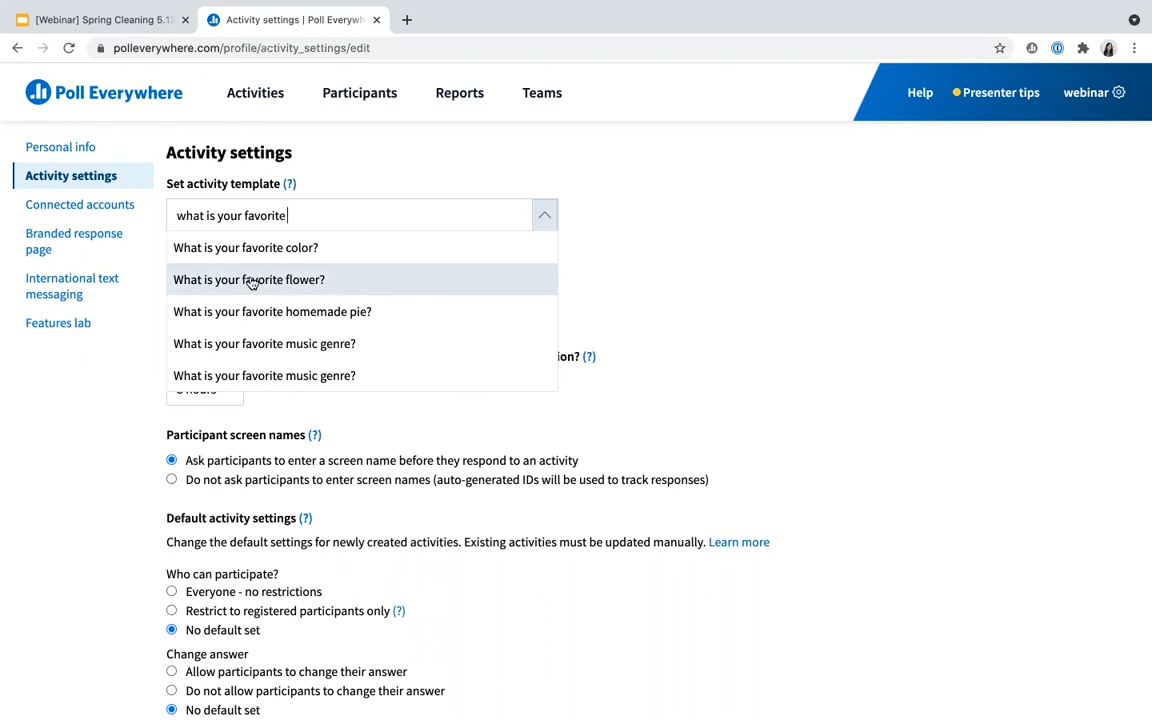 [Webinar] Spring Cleaning 5.13
Activity settings | Poll Everywh
polleverywhere.com/profile/activity_settings/edit
Poll Everywhere
Activities
Participants
Reports
Teams
Help
Presenter tips
webinar
Personal info
Activity settings
Connected accounts
Branded response
page
International text
messaging
Features lab
Activity settings
Set activity template (?)
what is your favorite
What is your favorite color?
What is your favorite flower?
What is your favorite homemade pie?
What is your favorite music genre?
What is your favorite music genre?
ion? (?)
Participant screen names (?)
Ask participants to enter a screen name before they respond to an activity
Do not ask participants to enter screen names (auto-generated IDs will be used to track responses)
Default activity settings (?)
Change the default settings for newly created activities. Existing activities must be updated manually. Learn more
Who can participate?
Everyone - no restrictions
Restrict to registered participants only (?)
No default set
Change answer
Allow participants to change their answer
Do not allow participants to change their answer
No default set